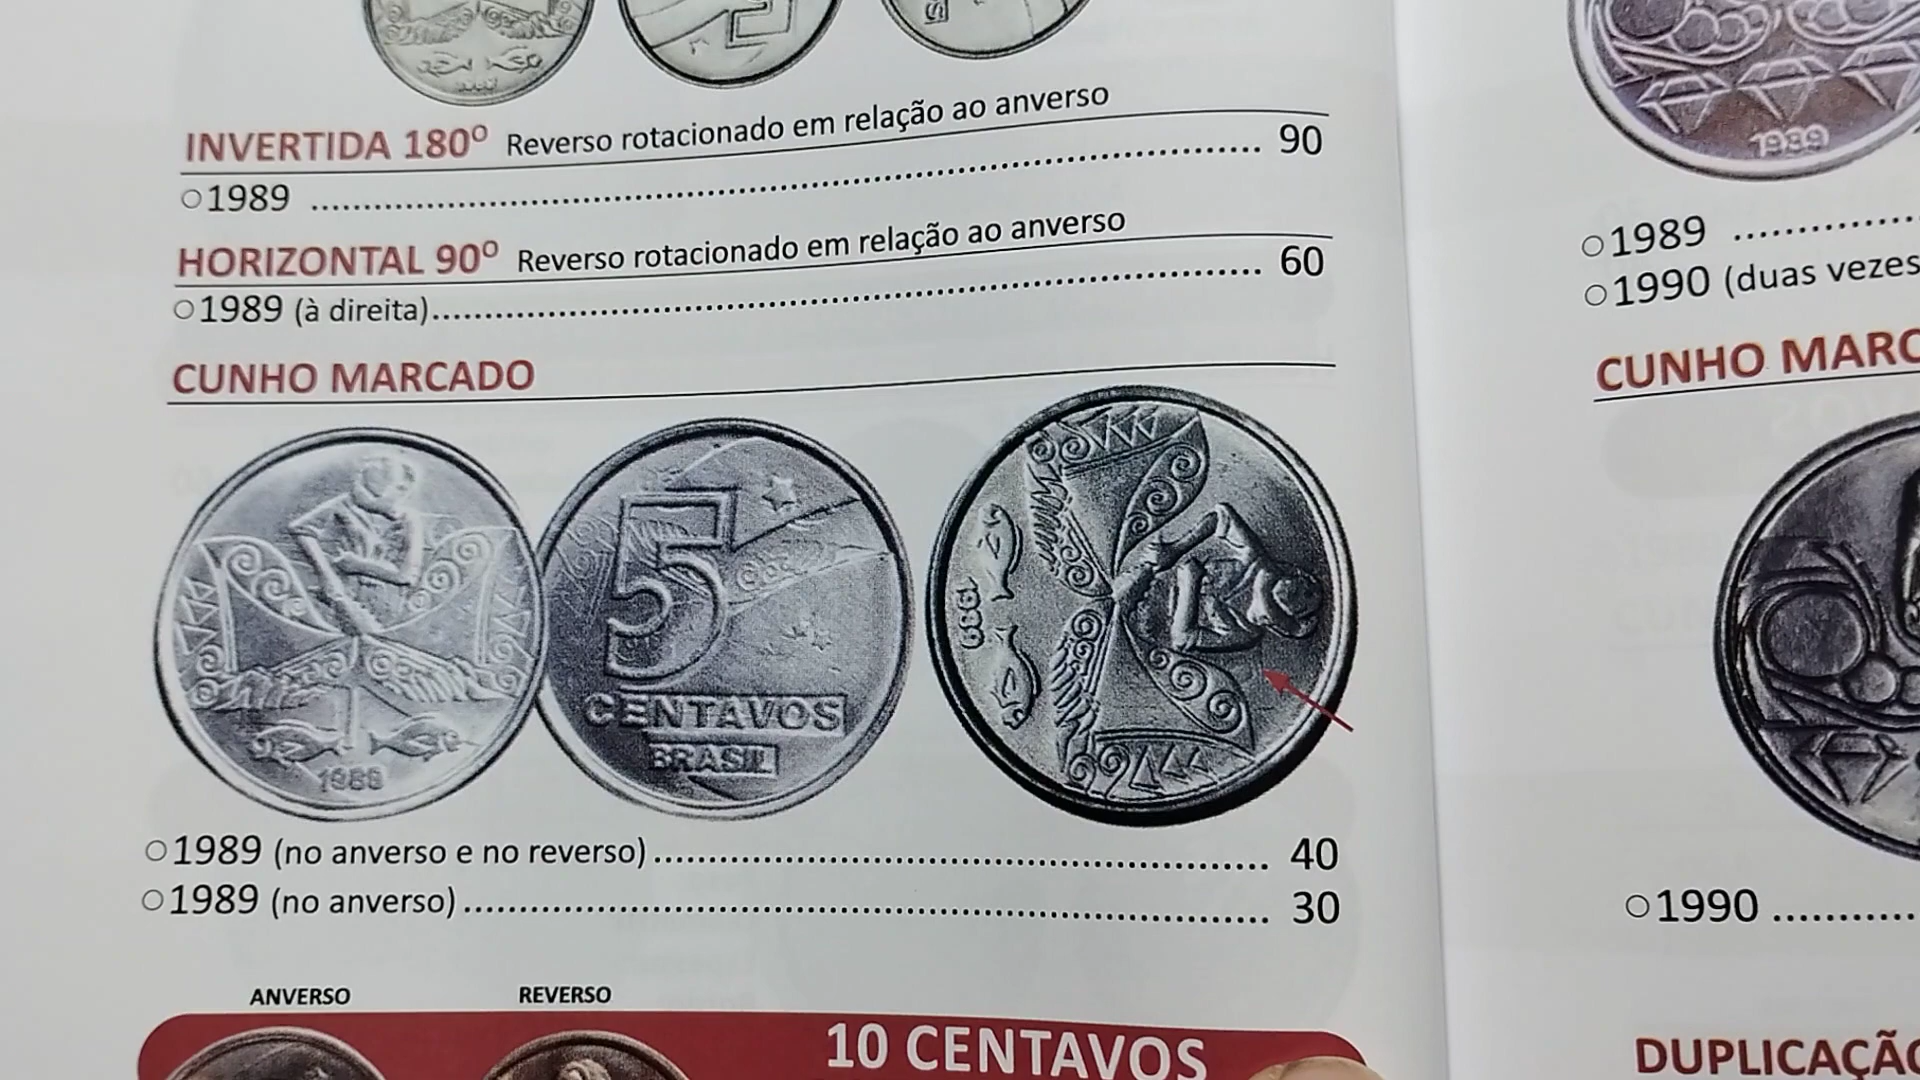 INVERTIDA 180º Reverso rotacionado em relação ao anverso
○1989 ........ 90
HORIZONTAL 90º Reverso rotacionado em relação ao anverso
○1989 (à direita)........ 60
CUNHO MARCADO
5
CENTAVOS
BRASIL
1989
1989
○1989 (no anverso e no reverso)........ 40
○1989 (no anverso)........ 30
ANVERSO REVERSO
10 CENTAVOS
1989
○1989 ........
○1990 (duas vezes
CUNHO MARC
○1990 ........
DUPLICAÇÃO